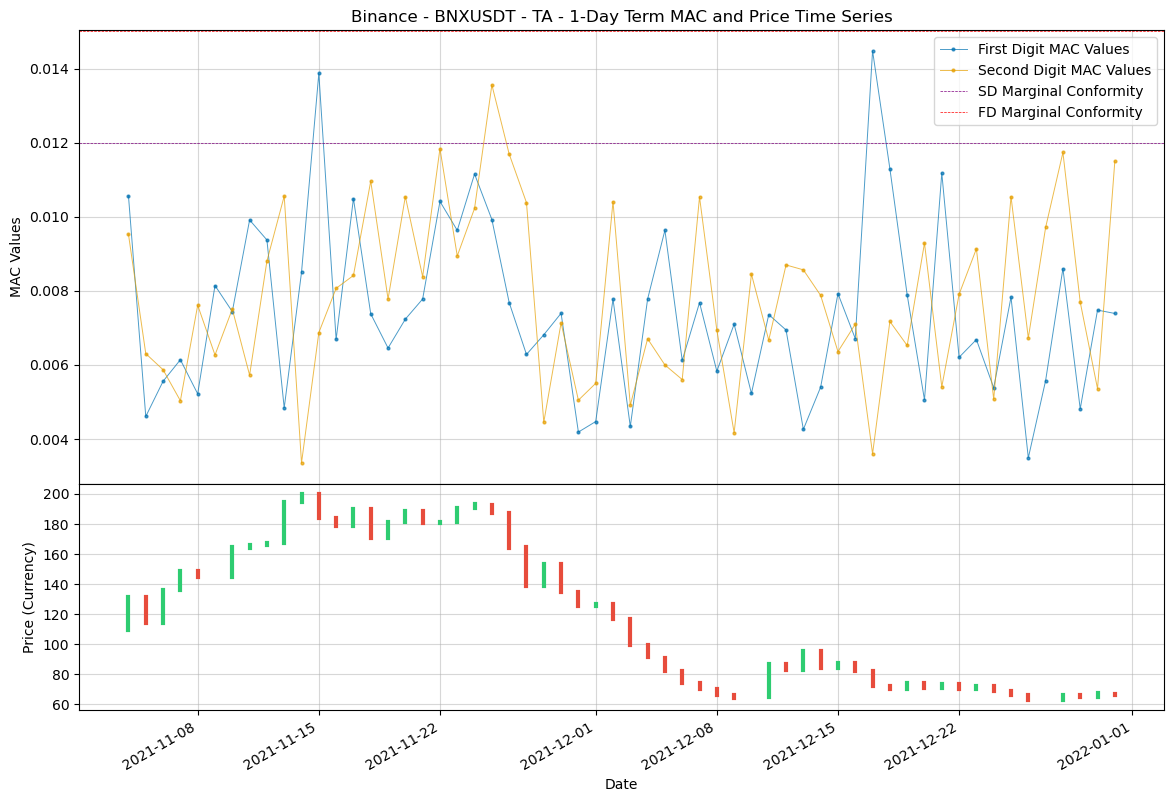 Binance - BNXUSDT - TA - 1-Day Term MAC and Price Time Series
First Digit MAC Values
Second Digit MAC Values
SD Marginal Conformity
FD Marginal Conformity
MAC Values
0.014
0.012
0.010
0.008
0.006
0.004
Price (Currency)
200
180
160
140
120
100
80
60
2021-11-08
2021-11-15
2021-11-22
2021-12-01
2021-12-08
2021-12-15
2021-12-22
2022-01-01
Date